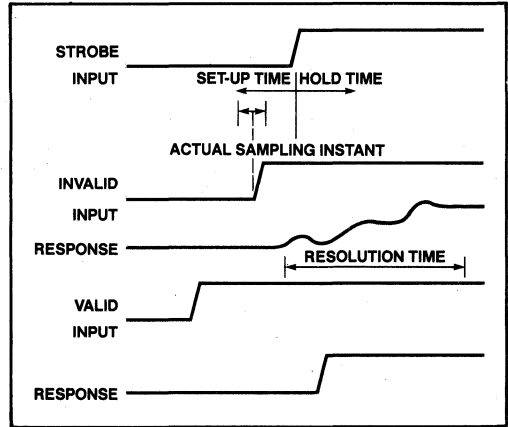 STROBE
INPUT
SET-UP TIME HOLD TIME
ACTUAL SAMPLING INSTANT
INVALID
INPUT
RESPONSE
RESOLUTION TIME
VALID
INPUT
RESPONSE